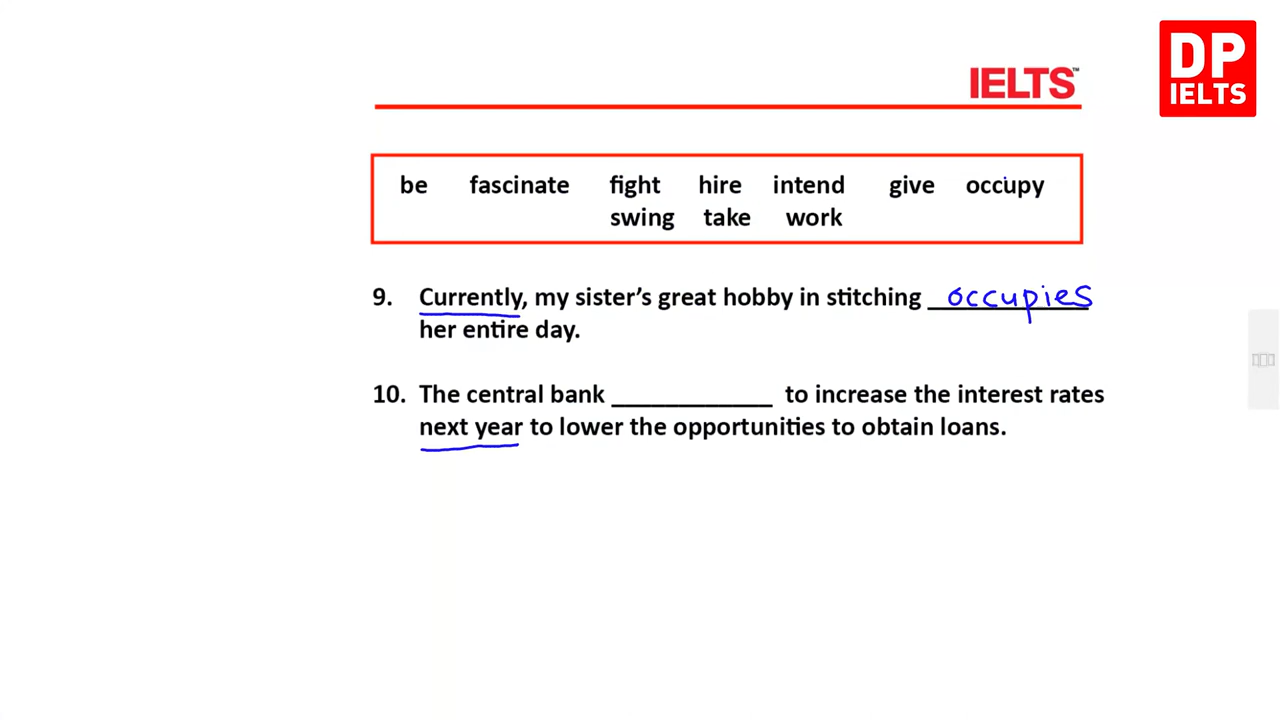 DP
IELTS
IELTS™
be fascinate fight hire intend give occupy
swing take work
9. Currently, my sister's great hobby in stitching occupies
her entire day.
10. The central bank ____________ to increase the interest rates
next year to lower the opportunities to obtain loans.